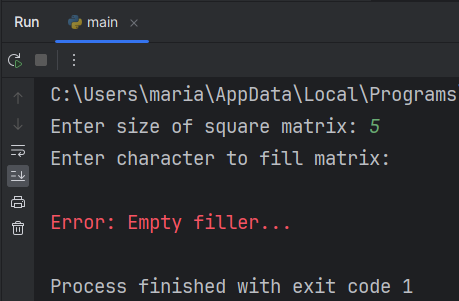 Run main
C:\Users\maria\AppData\Local\Programs
Enter size of square matrix: 5
Enter character to fill matrix:
Error: Empty filler...
Process finished with exit code 1